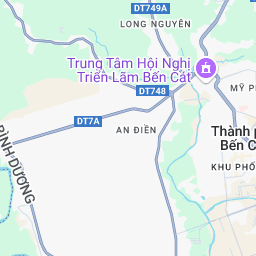 DT749A
LONG NGUYÊN
Trung Tâm Hội Nghị
Triển Lãm Bến Cát
DT748
MỸ P
DT7A
AN ĐIỀN
Thành p
Bến C
KHU PHỐ
BÌNH DƯƠNG